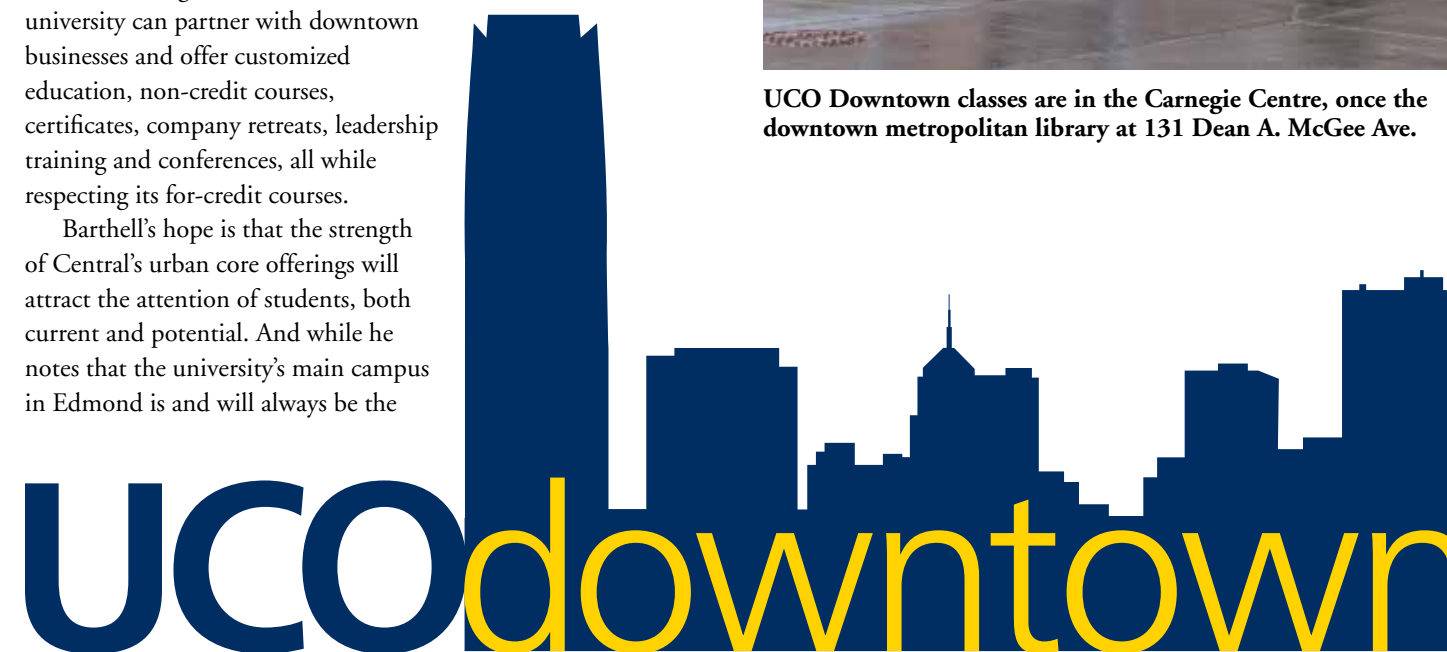 university can partner with downtown
businesses and offer customized
education, non-credit courses,
certificates, company retreats, leadership
training and conferences, all while
respecting its for-credit courses.
Barthell’s hope is that the strength
of Central’s urban core offerings will
attract the attention of students, both
current and potential. And while he
notes that the university’s main campus
in Edmond is and will always be the
UCO Downtown classes are in the Carnegie Centre, once the
downtown metropolitan library at 131 Dean A. McGee Ave.
UCOdowntown